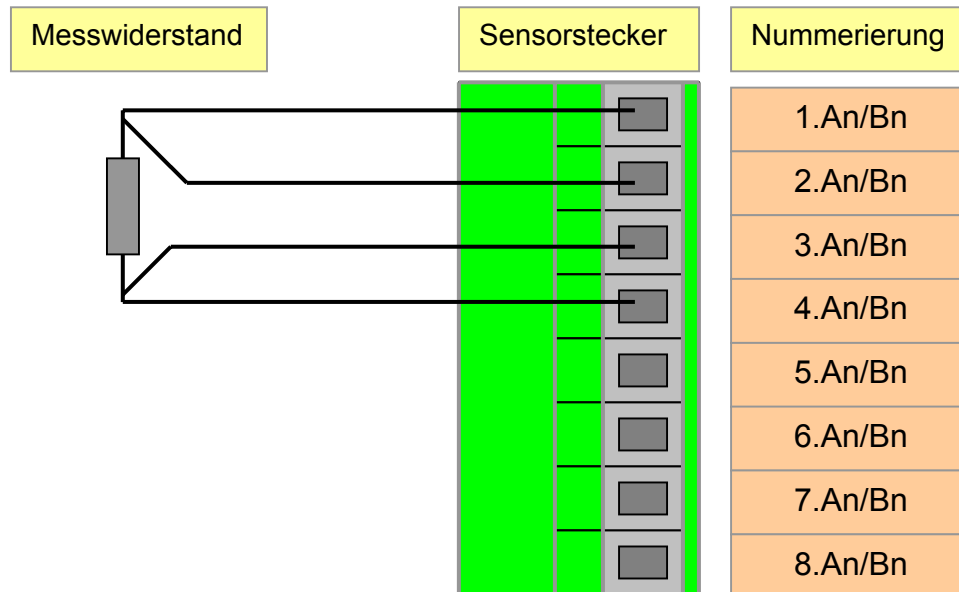 Messwiderstand
Sensorstecker
Nummerierung
1.An/Bn
2.An/Bn
3.An/Bn
4.An/Bn
5.An/Bn
6.An/Bn
7.An/Bn
8.An/Bn